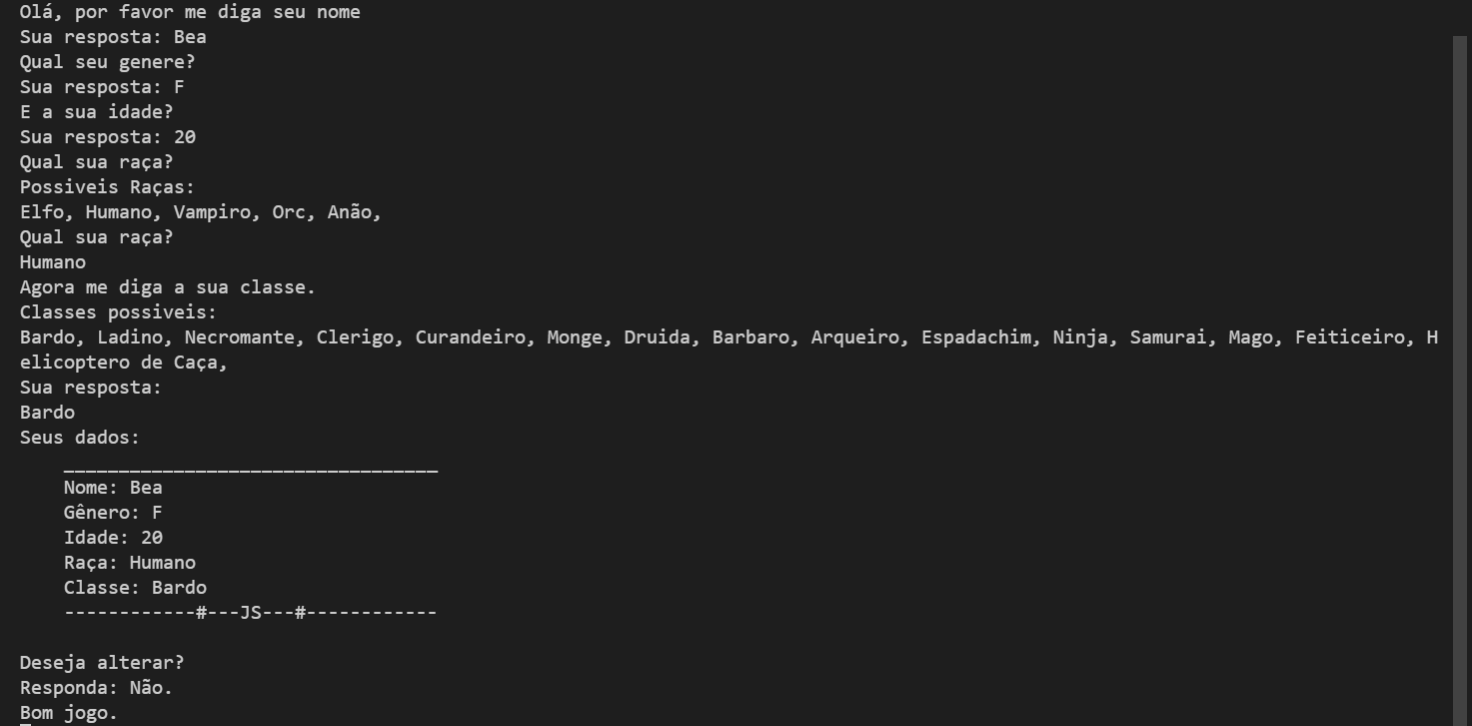 Olá, por favor me diga seu nome
Sua resposta: Bea
Qual seu genere?
Sua resposta: F
E a sua idade?
Sua resposta: 20
Qual sua raça?
Possiveis Raças:
Elfo, Humano, Vampiro, Orc, Anão,
Qual sua raça?
Humano
Agora me diga a sua classe.
Classes possiveis:
Bardo, Ladino, Necromante, Clerigo, Curandeiro, Monge, Druida, Barbaro, Arqueiro, Espadachim, Ninja, Samurai, Mago, Feiticeiro, H
elicoptero de Caça,
Sua resposta:
Bardo
Seus dados:
__________________________________
Nome: Bea
Gênero: F
Idade: 20
Raça: Humano
Classe: Bardo
------------#---JS---#------------
Deseja alterar?
Responda: Não.
Bom jogo.